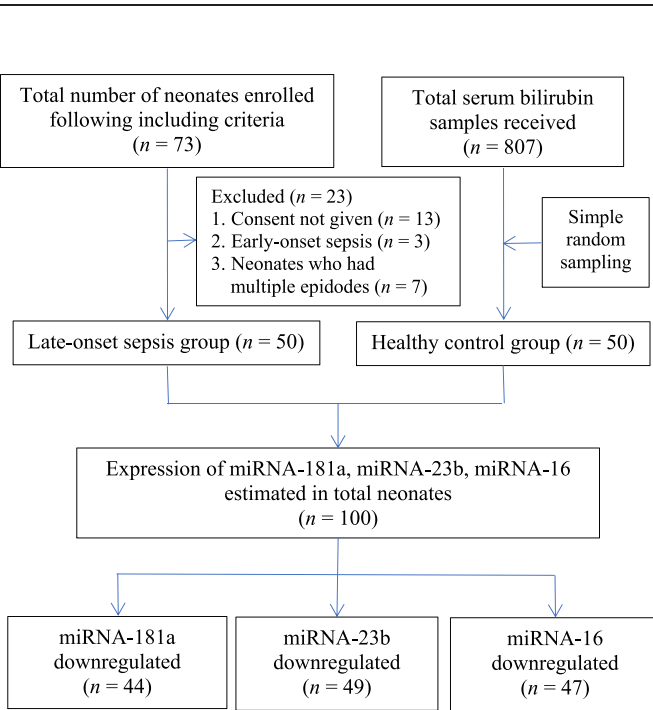 Total number of neonates enrolled
following including criteria
(n = 73)
Total serum bilirubin
samples received
(n = 807)
Excluded (n = 23)
1. Consent not given (n = 13)
2. Early-onset sepsis (n = 3)
3. Neonates who had
multiple epidodes (n = 7)
Simple
random
sampling
Late-onset sepsis group (n = 50)
Healthy control group (n = 50)
Expression of miRNA-181a, miRNA-23b, miRNA-16
estimated in total neonates
(n = 100)
miRNA-181a
downregulated
(n = 44)
miRNA-23b
downregulated
(n = 49)
miRNA-16
downregulated
(n = 47)